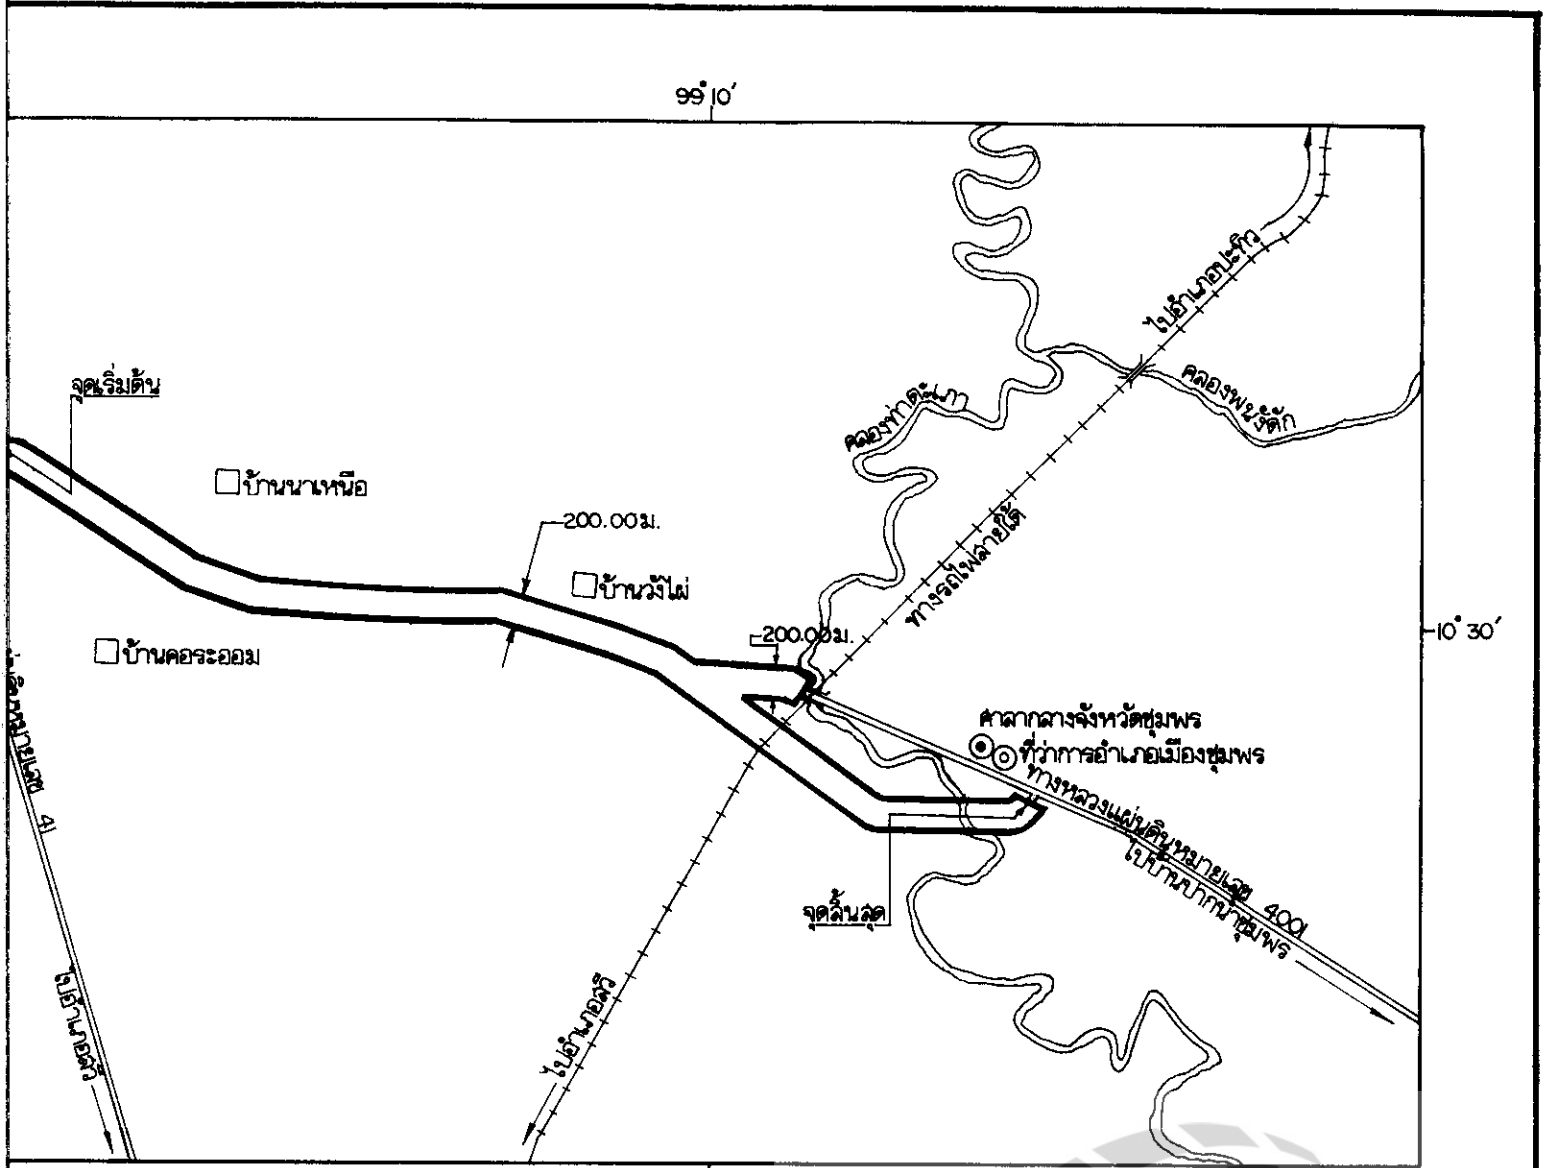 99° 10′
ไปอำเภอปะทิว
จุดเริ่มต้น
คลองท่าตะเภา
คลองพนังตัก
บ้านนาเหนือ
200.00 ม.
บ้านวังไผ่
ทางรถไฟสายใต้
200.00 ม.
10° 30′
บ้านคอระออม
หมายเลข 41
ศาลากลางจังหวัดชุมพร
ที่ว่าการอำเภอเมืองชุมพร
ทางหลวงแผ่นดินหมายเลข 4001
ไปบ้านปากน้ำชุมพร
จุดสิ้นสุด
ไปอำเภอสวี
ไปอำเภอสวี